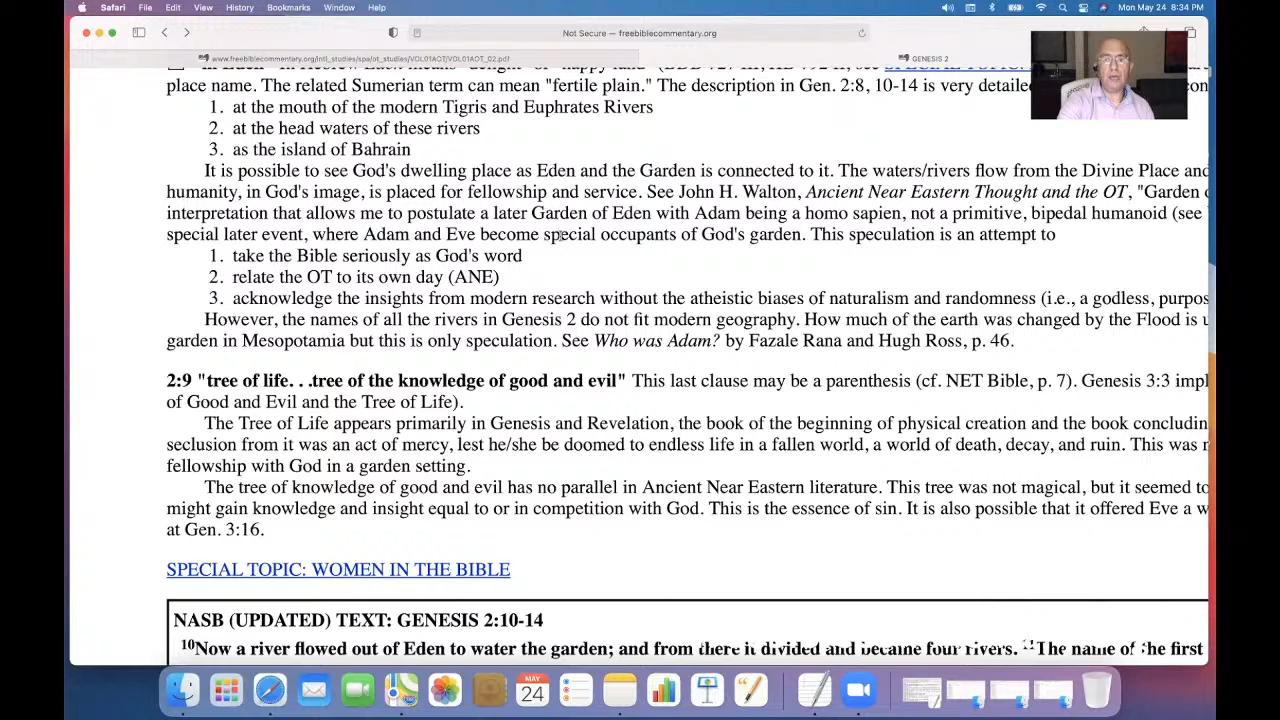 Safari File Edit View History Bookmarks Window Help Mon May 24 8:34 PM
Not Secure — freebiblecommentary.org
www.freebiblecommentary.org/intl_studies/spa/ot_studies/VOL01AOT/VOL01AOT_02.pdf GENESIS 2
place name. The related Sumerian term can mean "fertile plain." The description in Gen. 2:8, 10-14 is very detailed
1. at the mouth of the modern Tigris and Euphrates Rivers
2. at the head waters of these rivers
3. as the island of Bahrain
It is possible to see God's dwelling place as Eden and the Garden is connected to it. The waters/rivers flow from the Divine Place and
humanity, in God's image, is placed for fellowship and service. See John H. Walton, Ancient Near Eastern Thought and the OT, "Garden
interpretation that allows me to postulate a later Garden of Eden with Adam being a homo sapien, not a primitive, bipedal humanoid (see
special later event, where Adam and Eve become special occupants of God's garden. This speculation is an attempt to
1. take the Bible seriously as God's word
2. relate the OT to its own day (ANE)
3. acknowledge the insights from modern research without the atheistic biases of naturalism and randomness (i.e., a godless, purpos
However, the names of all the rivers in Genesis 2 do not fit modern geography. How much of the earth was changed by the Flood is
garden in Mesopotamia but this is only speculation. See Who was Adam? by Fazale Rana and Hugh Ross, p. 46.
2:9 "tree of life. . .tree of the knowledge of good and evil" This last clause may be a parenthesis (cf. NET Bible, p. 7). Genesis 3:3 impl
of Good and Evil and the Tree of Life).
The Tree of Life appears primarily in Genesis and Revelation, the book of the beginning of physical creation and the book concludin
seclusion from it was an act of mercy, lest he/she be doomed to endless life in a fallen world, a world of death, decay, and ruin. This was
fellowship with God in a garden setting.
The tree of knowledge of good and evil has no parallel in Ancient Near Eastern literature. This tree was not magical, but it seemed to
might gain knowledge and insight equal to or in competition with God. This is the essence of sin. It is also possible that it offered Eve a
at Gen. 3:16.
SPECIAL TOPIC: WOMEN IN THE BIBLE
NASB (UPDATED) TEXT: GENESIS 2:10-14
10Now a river flowed out of Eden to water the garden; and from there it divided and became four rivers. 11The name of the first
MAY
24